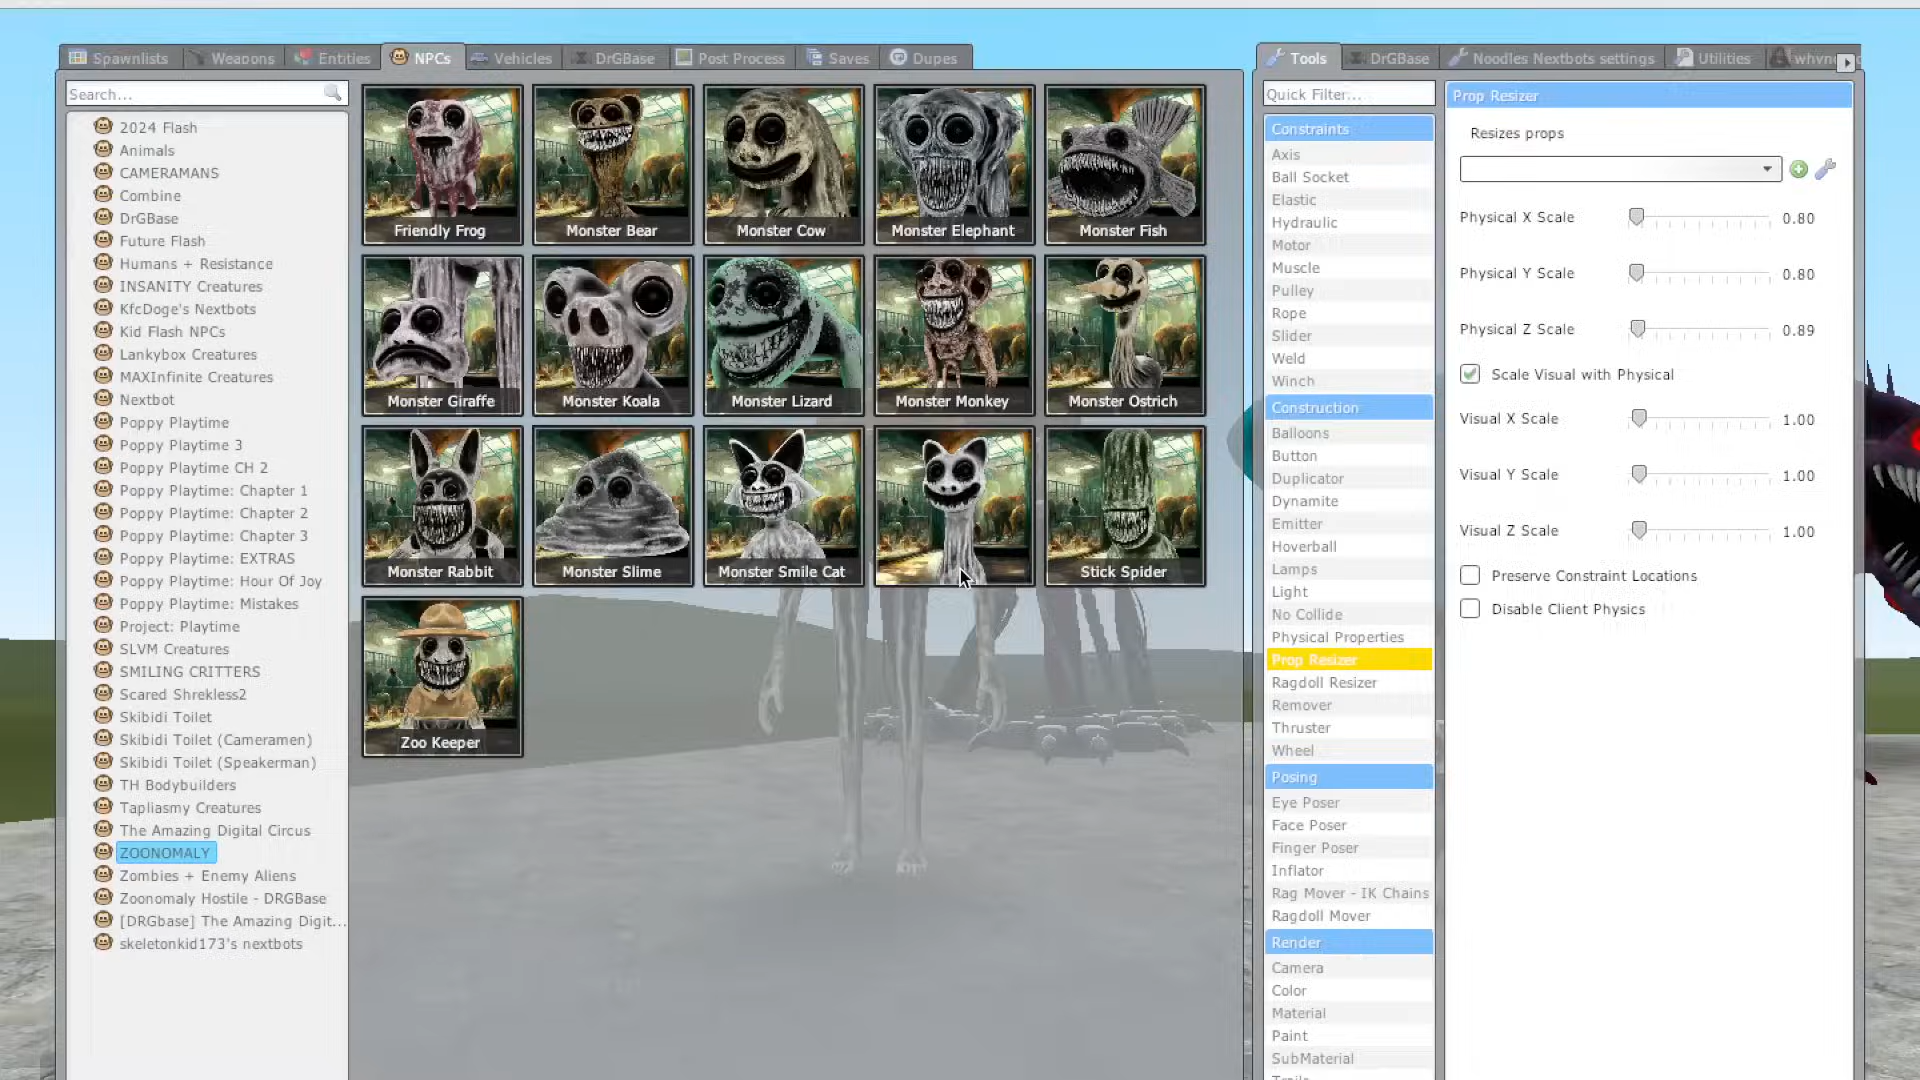 Spawnlists
Weapons
Entities
NPCs
Vehicles
DrGBase
Post Process
Saves
Dupes
Search...
2024 Flash
Animals
CAMERAMANS
Combine
DrGBase
Future Flash
Humans + Resistance
INSANITY Creatures
KfcDoge's Nextbots
Kid Flash NPCs
Lankybox Creatures
MAXInfinite Creatures
Nextbot
Poppy Playtime
Poppy Playtime 3
Poppy Playtime CH 2
Poppy Playtime: Chapter 1
Poppy Playtime: Chapter 2
Poppy Playtime: Chapter 3
Poppy Playtime: EXTRAS
Poppy Playtime: Hour Of Joy
Poppy Playtime: Mistakes
Project: Playtime
SLVM Creatures
SMILING CRITTERS
Scared Shrekless2
Skibidi Toilet
Skibidi Toilet (Cameramen)
Skibidi Toilet (Speakerman)
TH Bodybuilders
Tapliasmy Creatures
The Amazing Digital Circus
ZOONOMALY
Zombies + Enemy Aliens
Zoonomaly Hostile - DRGBase
[DRGbase] The Amazing Digit...
skeletonkid173's nextbots
Friendly Frog
Monster Bear
Monster Cow
Monster Elephant
Monster Fish
Monster Giraffe
Monster Koala
Monster Lizard
Monster Monkey
Monster Ostrich
Monster Rabbit
Monster Slime
Monster Smile Cat
Stick Spider
Zoo Keeper
Tools
DrGBase
Noodles Nextbots settings
Utilities
Quick Filter...
Constraints
Axis
Ball Socket
Elastic
Hydraulic
Motor
Muscle
Pulley
Rope
Slider
Weld
Winch
Construction
Balloons
Button
Duplicator
Dynamite
Emitter
Hoverball
Lamps
Light
No Collide
Physical Properties
Prop Resizer
Ragdoll Resizer
Remover
Thruster
Wheel
Posing
Eye Poser
Face Poser
Finger Poser
Inflator
Rag Mover - IK Chains
Ragdoll Mover
Render
Camera
Color
Material
Paint
SubMaterial
Prop Resizer
Resizes props
Physical X Scale 0.80
Physical Y Scale 0.80
Physical Z Scale 0.89
Scale Visual with Physical
Visual X Scale 1.00
Visual Y Scale 1.00
Visual Z Scale 1.00
Preserve Constraint Locations
Disable Client Physics